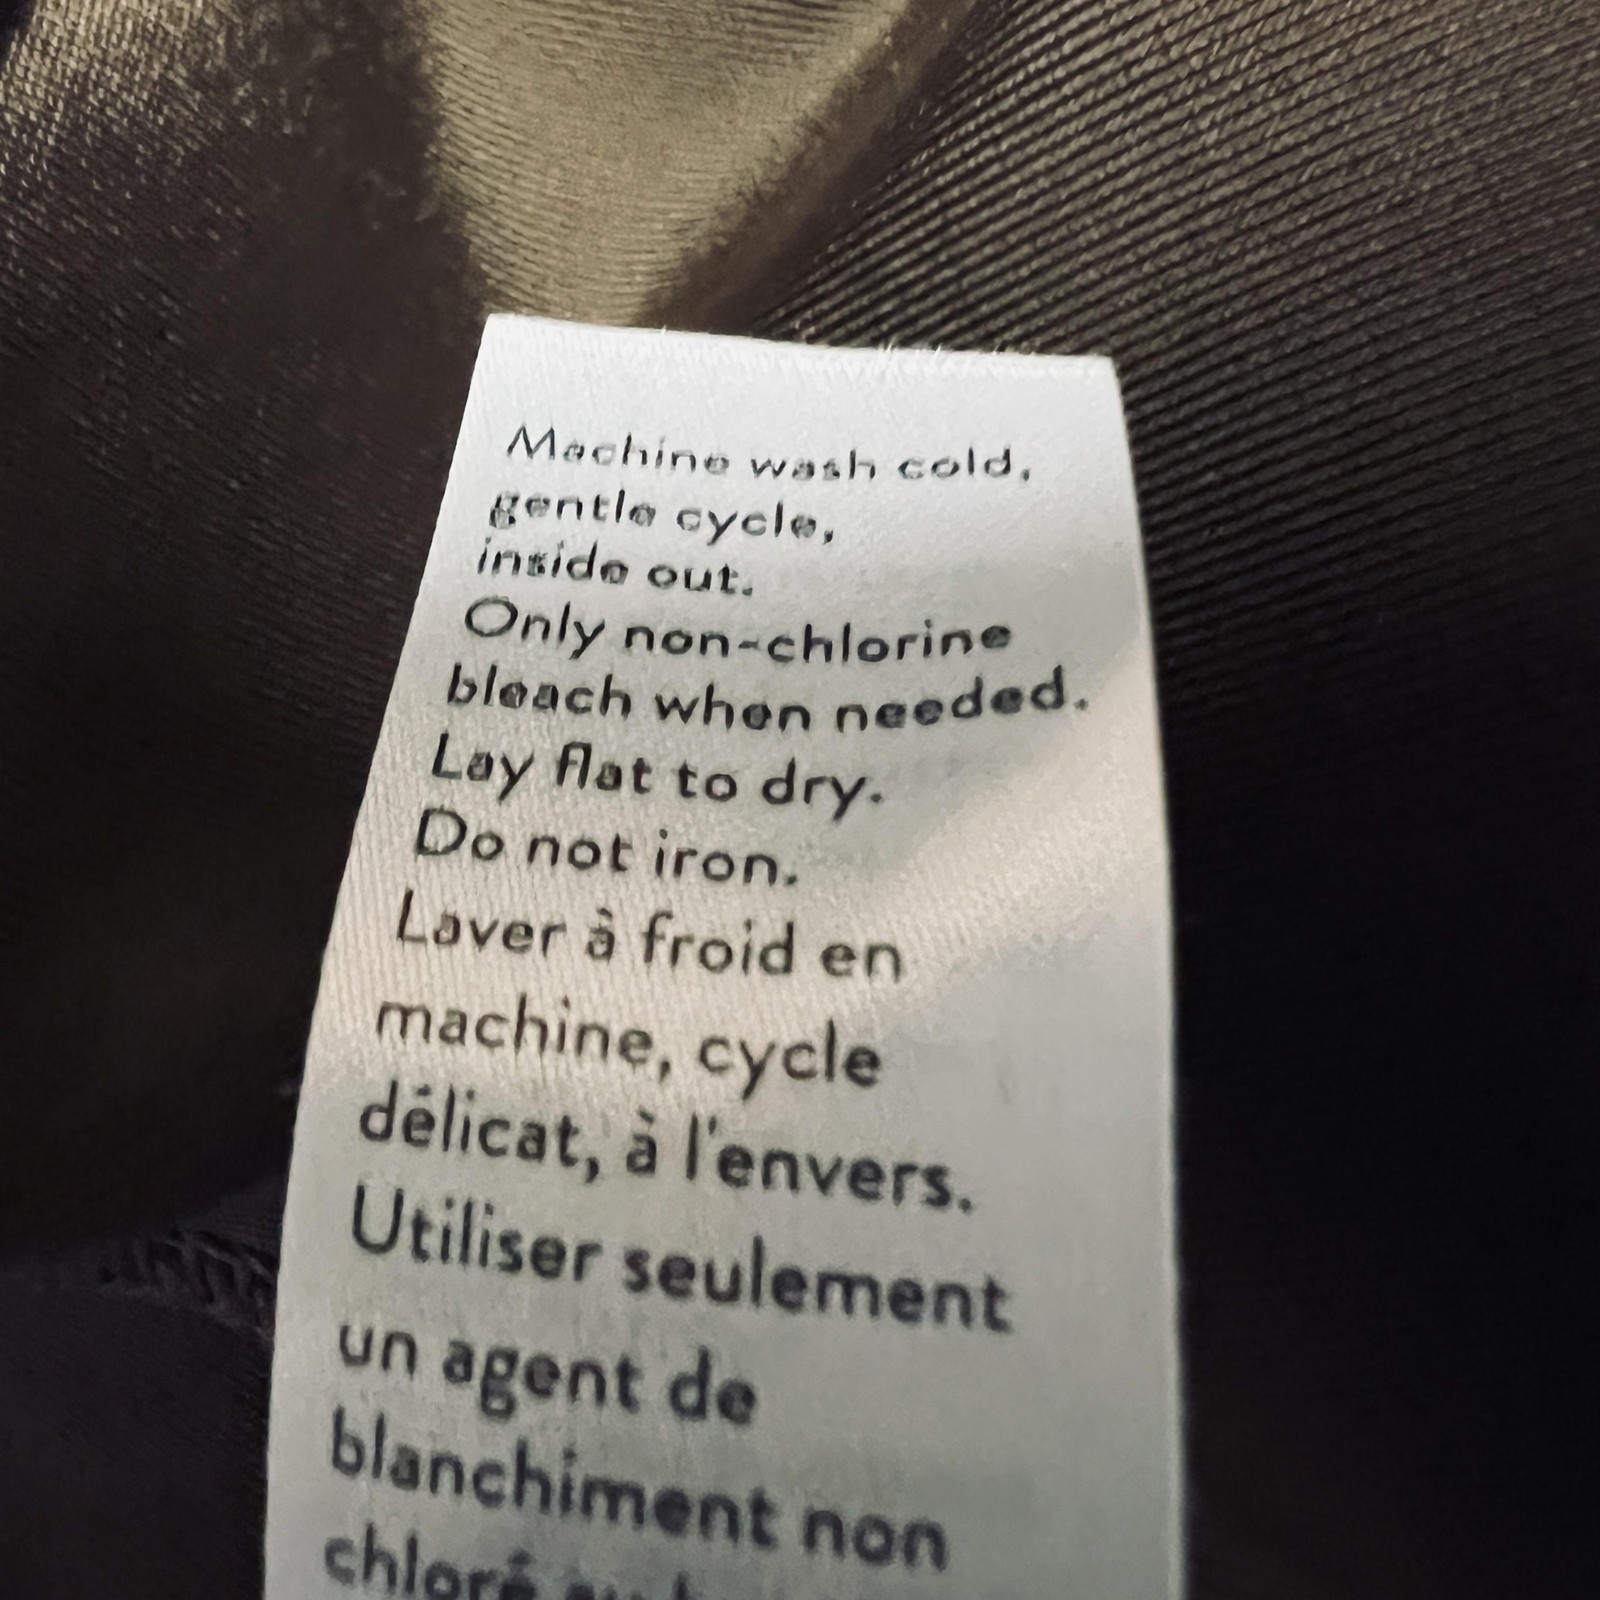 Machine wash cold,
gentle cycle,
inside out.
Only non-chlorine
bleach when needed.
Lay flat to dry.
Do not iron.
Laver à froid en
machine, cycle
délicat, à l'envers.
Utiliser seulement
un agent de
blanchiment non
chloré